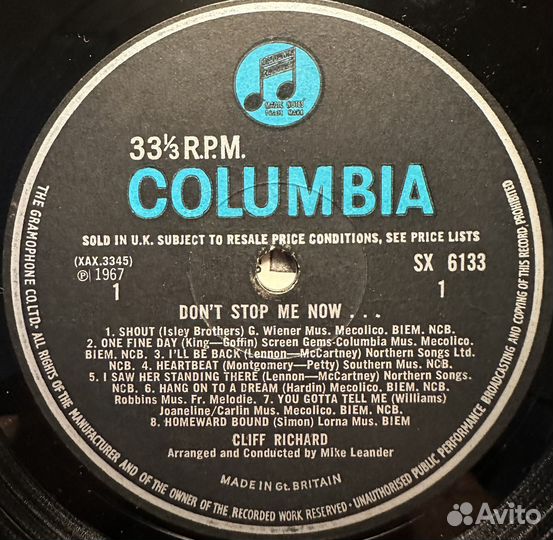 MAGIC NOTES
TRADE MARK
33⅓ R.P.M.
COLUMBIA
SOLD IN U.K. SUBJECT TO RESALE PRICE CONDITIONS, SEE PRICE LISTS
(XAX.3345)
℗ 1967
1
SX 6133
1
DON'T STOP ME NOW . . .
1. SHOUT (Isley Brothers) G. Wiener Mus. Mecolico. BIEM. NCB.
2. ONE FINE DAY (King—Goffin) Screen Gems-Columbia Mus. Mecolico.
BIEM. NCB. 3. I'LL BE BACK (Lennon—McCartney) Northern Songs Ltd.
NCB. 4. HEARTBEAT (Montgomery—Petty) Southern Mus. NCB.
5. I SAW HER STANDING THERE (Lennon—McCartney) Northern Songs.
NCB. 6. HANG ON TO A DREAM (Hardin) Mecolico. BIEM. NCB.
Robbins Mus. Fr. Melodie. 7. YOU GOTTA TELL ME (Williams)
Joaneline/Carlin Mus. Mecolico. BIEM. NCB.
8. HOMEWARD BOUND (Simon) Lorna Mus. BIEM
CLIFF RICHARD
Arranged and Conducted by Mike Leander
MADE IN Gt. BRITAIN
THE GRAMOPHONE CO. LTD. · ALL RIGHTS OF THE MANUFACTURER AND OF THE OWNER OF THE RECORDED WORK RESERVED · UNAUTHORISED PUBLIC PERFORMANCE BROADCASTING AND COPYING OF THIS RECORD PROHIBITED
Avito